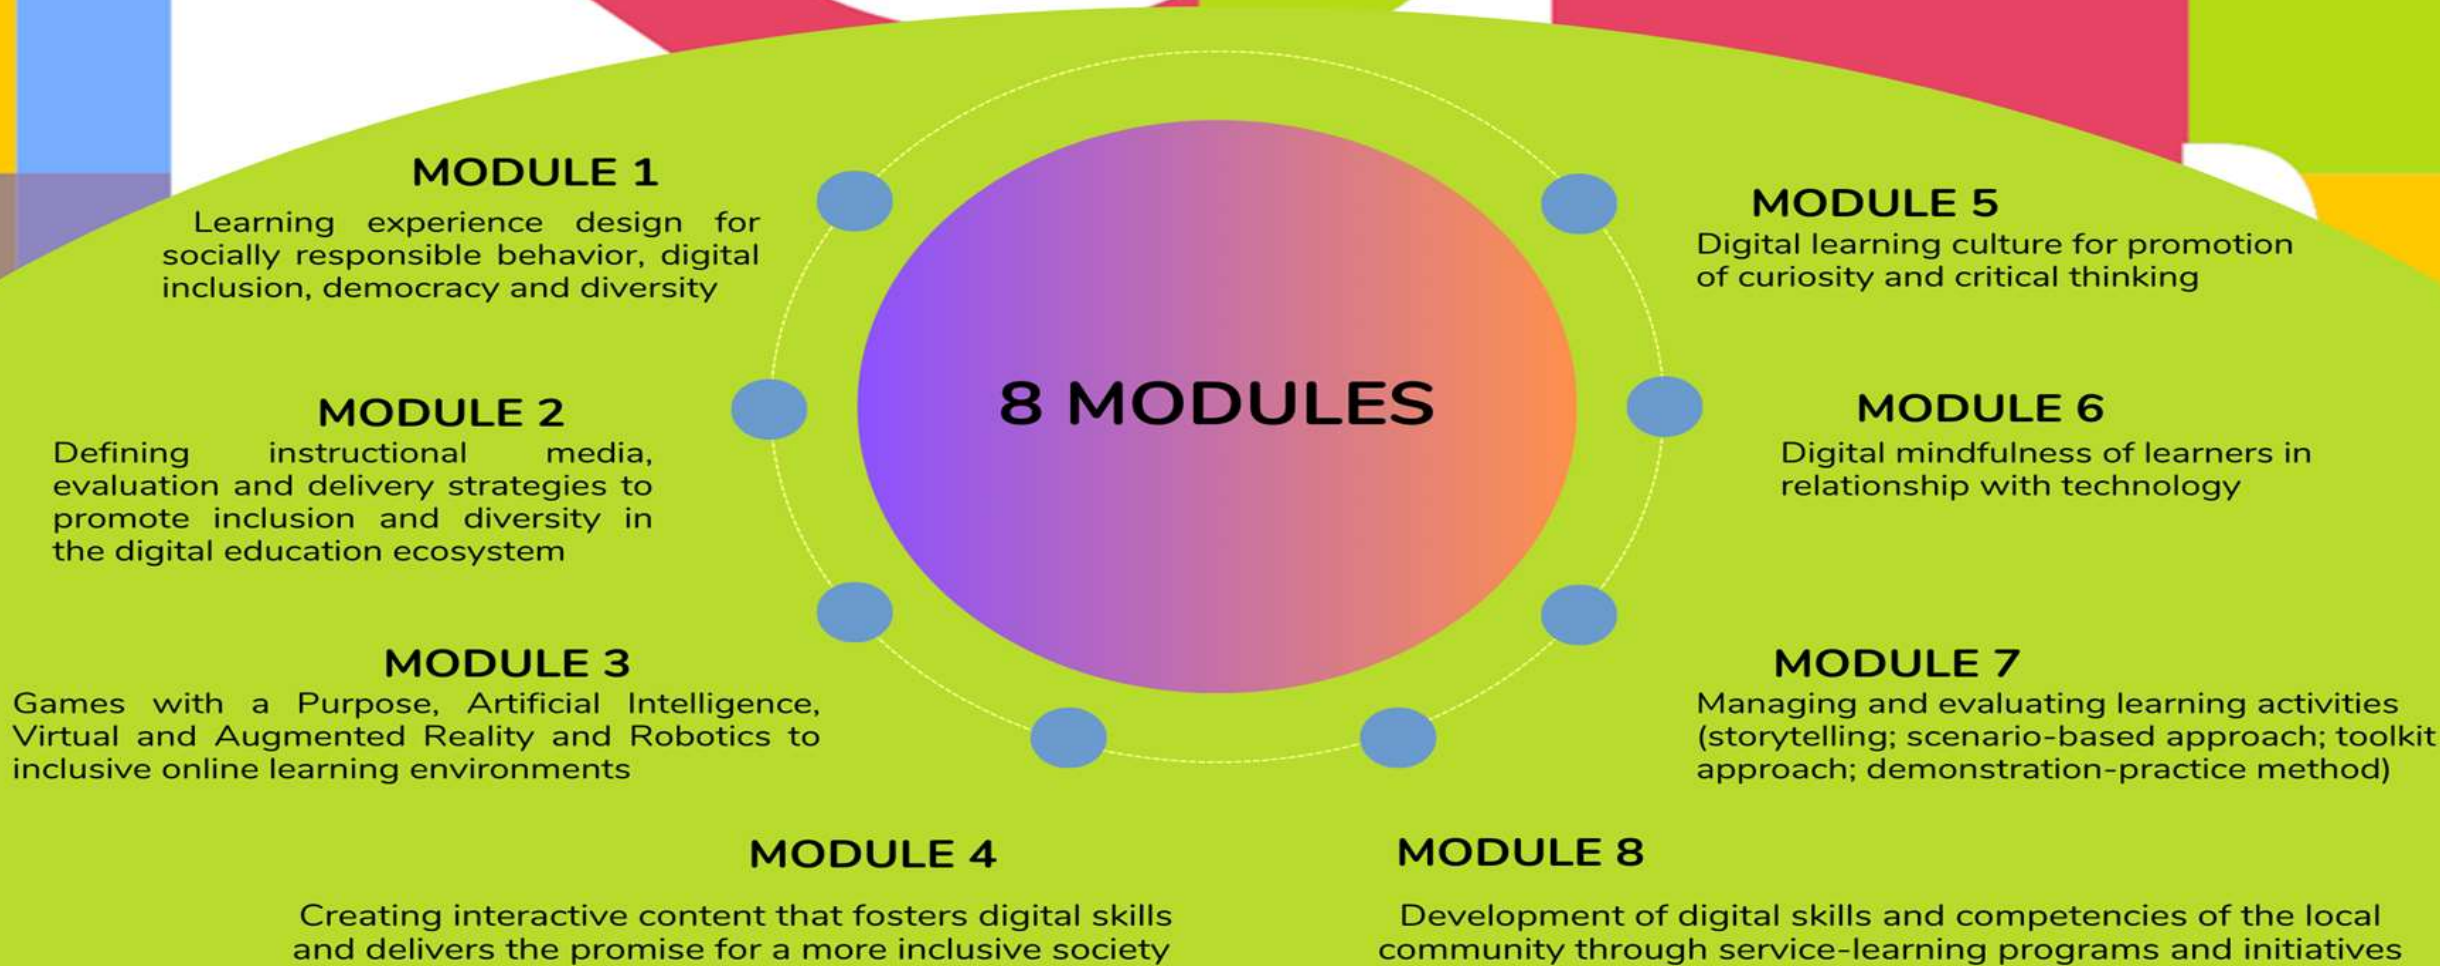 MODULE 1
Learning experience design for
socially responsible behavior, digital
inclusion, democracy and diversity
MODULE 2
Defining instructional media,
evaluation and delivery strategies to
promote inclusion and diversity in
the digital education ecosystem
MODULE 3
Games with a Purpose, Artificial Intelligence,
Virtual and Augmented Reality and Robotics to
inclusive online learning environments
MODULE 4
Creating interactive content that fosters digital skills
and delivers the promise for a more inclusive society
8 MODULES
MODULE 5
Digital learning culture for promotion
of curiosity and critical thinking
MODULE 6
Digital mindfulness of learners in
relationship with technology
MODULE 7
Managing and evaluating learning activities
(storytelling; scenario-based approach; toolkit
approach; demonstration-practice method)
MODULE 8
Development of digital skills and competencies of the local
community through service-learning programs and initiatives